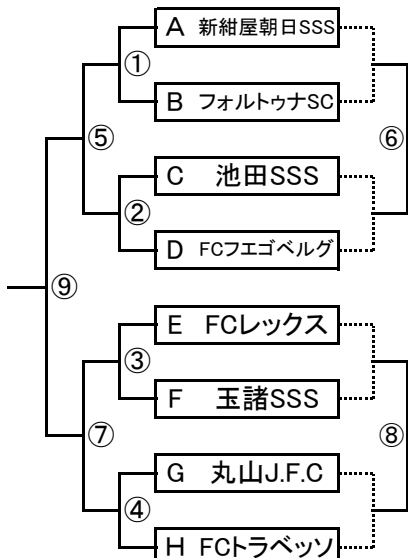 A 新紺屋朝日SSS
①
B フォルトゥナSC
⑤
⑥
C 池田SSS
②
D FCフエゴベルグ
⑨
E FCレックス
③
F 玉諸SSS
⑦
⑧
G 丸山J.F.C
④
H FCトラベッソ